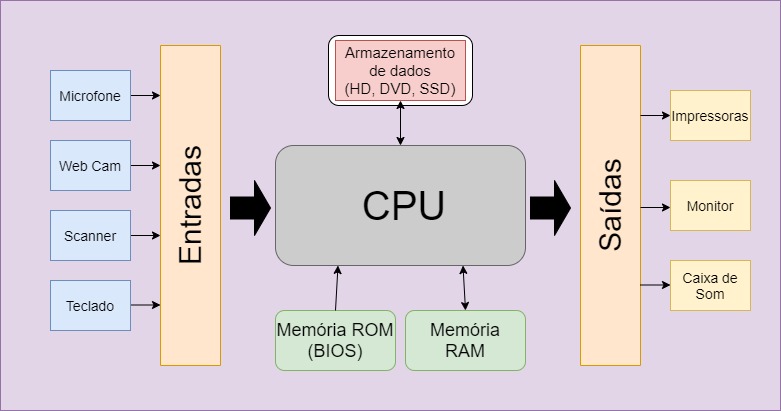 Microfone
Web Cam
Scanner
Teclado
Entradas
Armazenamento
de dados
(HD, DVD, SSD)
CPU
Memória ROM
(BIOS)
Memória
RAM
Saídas
Impressoras
Monitor
Caixa de
Som